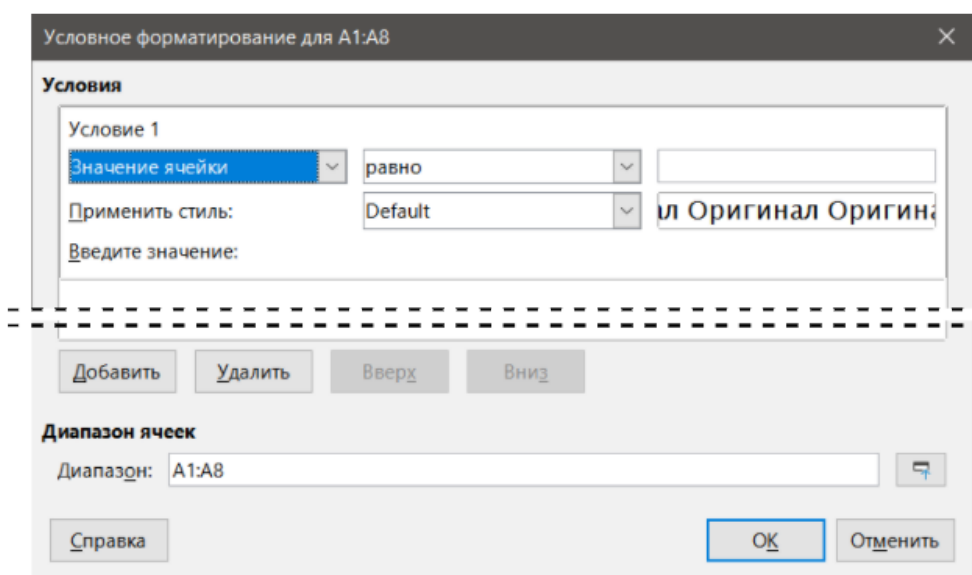 Условное форматирование для A1:A8
Условия
Условие 1
Значение ячейки равно
Применить стиль: Default ал Оригинал Оригина
Введите значение:
Добавить Удалить Вверх Вниз
Диапазон ячеек
Диапазон: A1:A8
Справка ОК Отменить